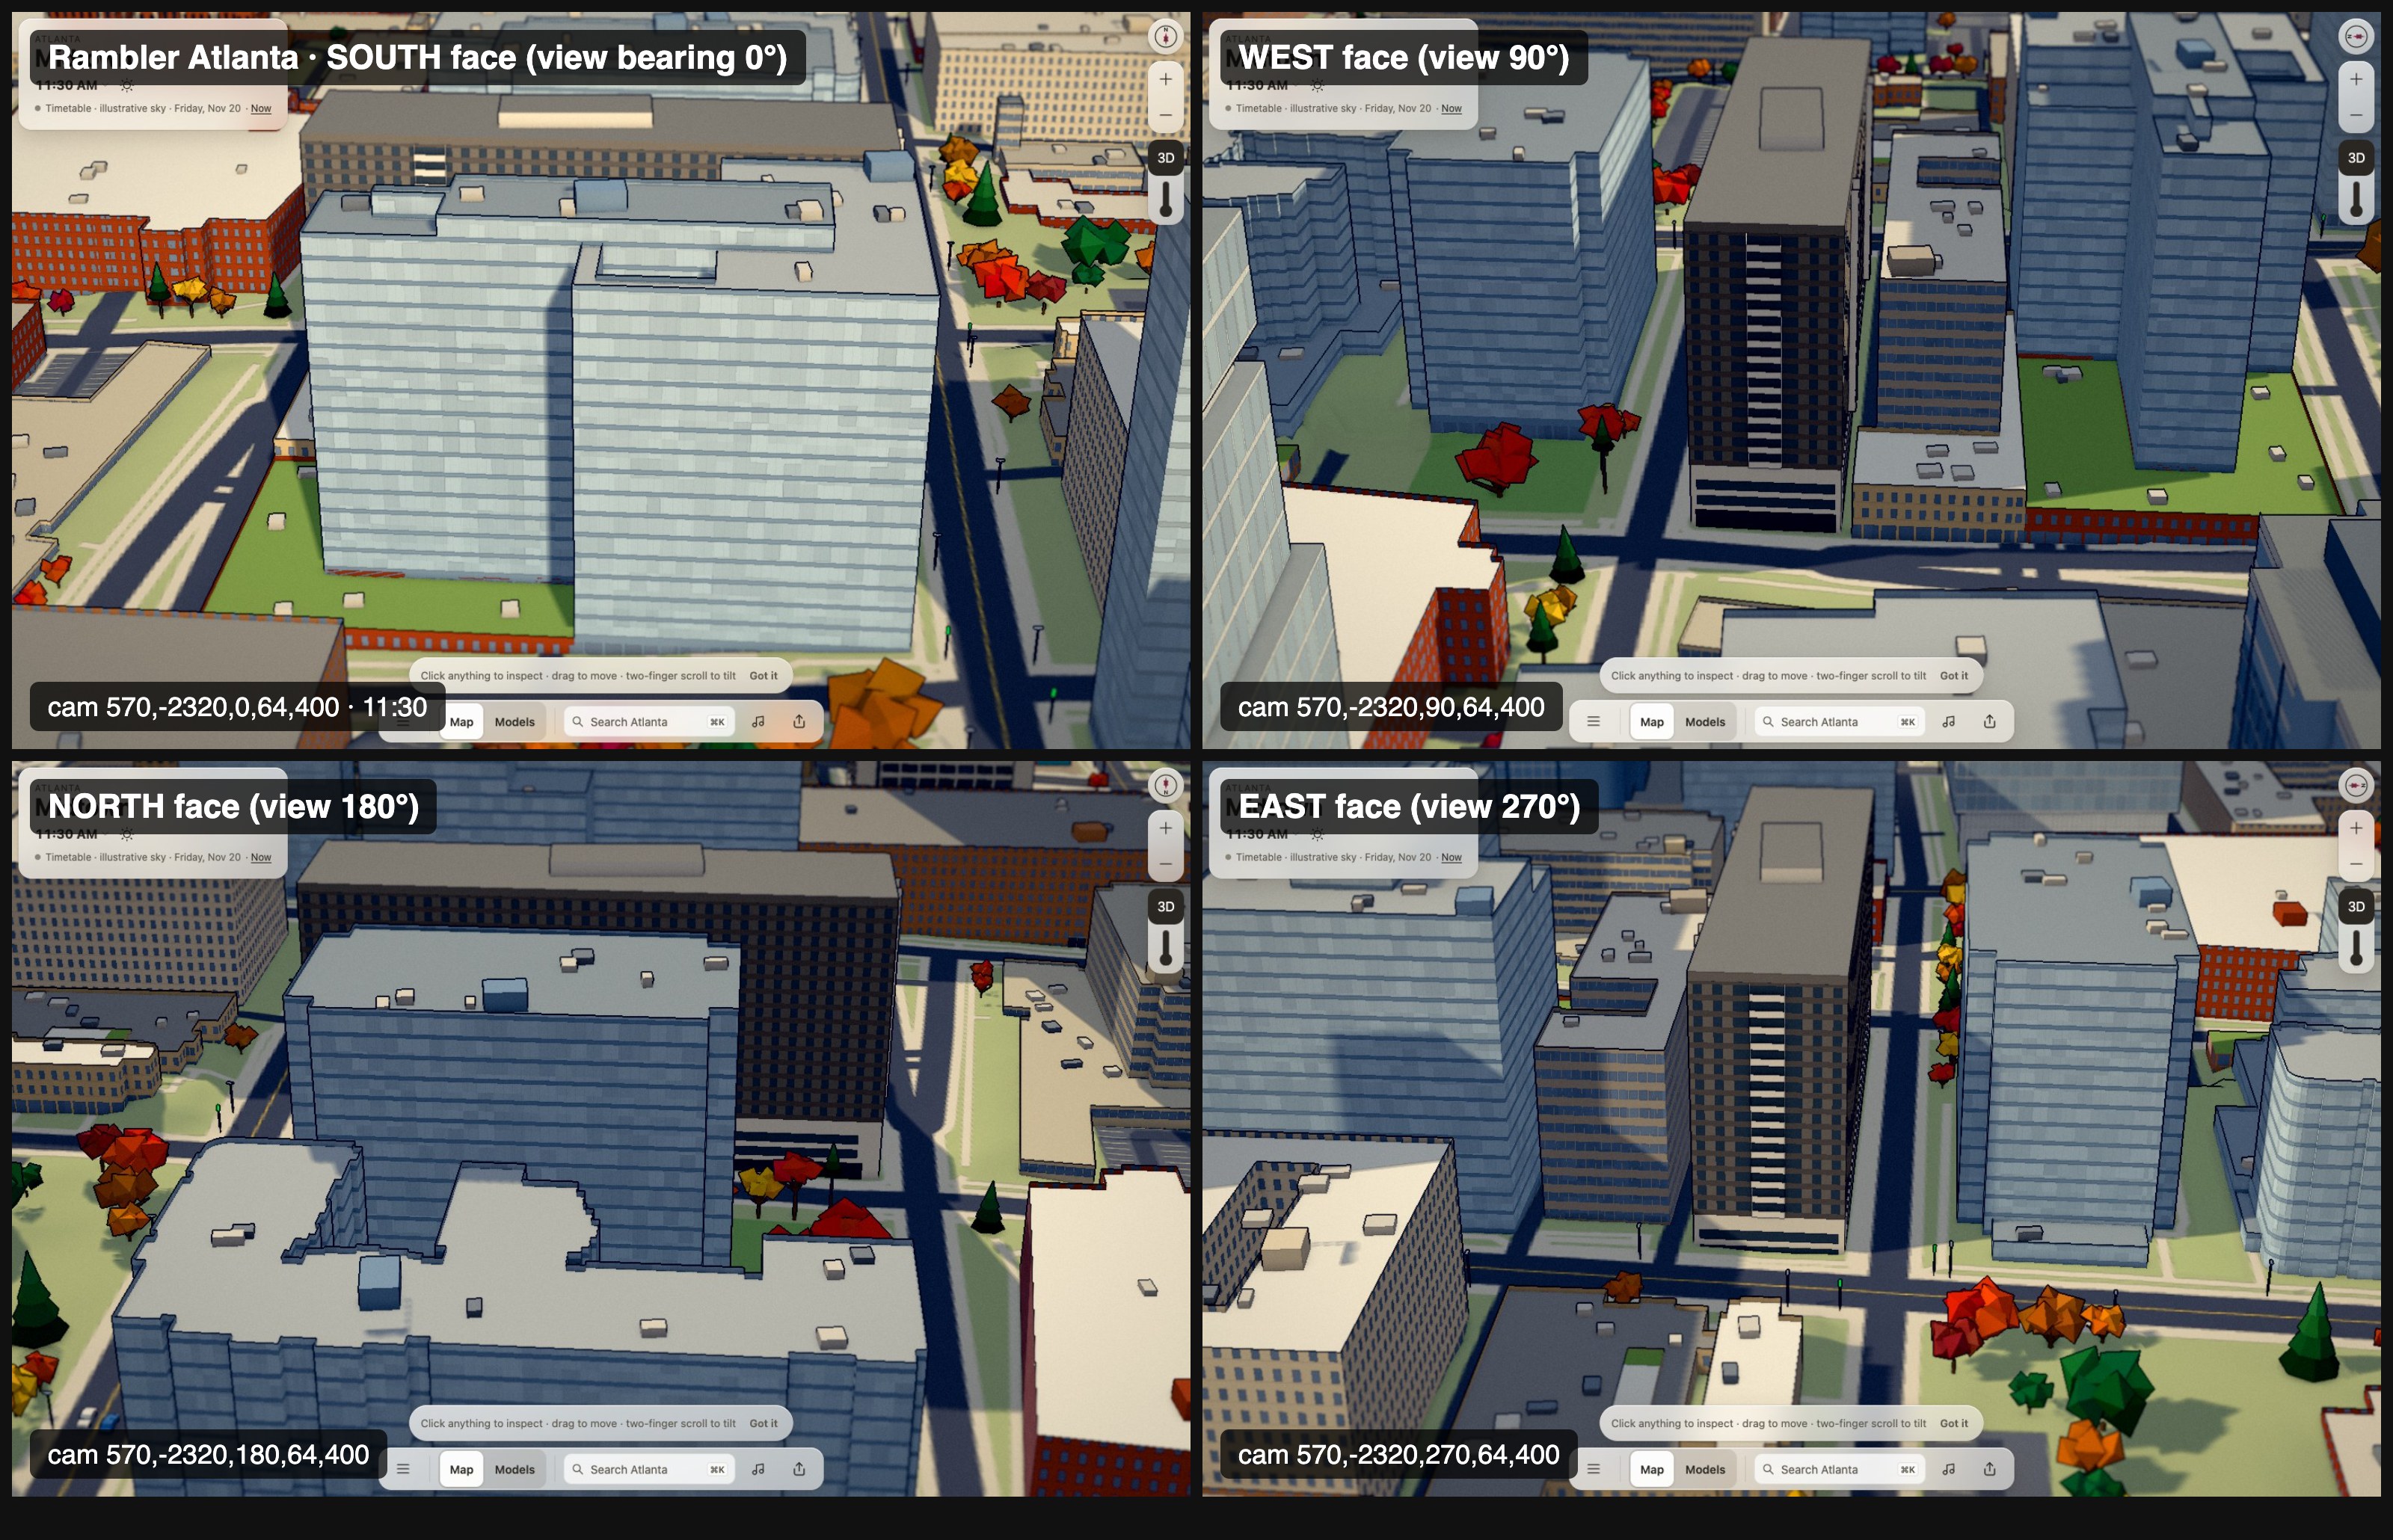 Rambler Atlanta · SOUTH face (view bearing 0°)
ATLANTA
11:30 AM
Timetable · illustrative sky · Friday, Nov 20 · Now
N
+
−
3D
Click anything to inspect · drag to move · two-finger scroll to tilt Got it
cam 570,-2320,0,64,400 · 11:30
Map Models Search Atlanta ⌘K
WEST face (view 90°)
ATLANTA
11:30 AM
Timetable · illustrative sky · Friday, Nov 20 · Now
N
+
−
3D
Click anything to inspect · drag to move · two-finger scroll to tilt Got it
cam 570,-2320,90,64,400
Map Models Search Atlanta ⌘K
NORTH face (view 180°)
ATLANTA
11:30 AM
Timetable · illustrative sky · Friday, Nov 20 · Now
N
+
−
3D
Click anything to inspect · drag to move · two-finger scroll to tilt Got it
cam 570,-2320,180,64,400
Map Models Search Atlanta ⌘K
EAST face (view 270°)
ATLANTA
11:30 AM
Timetable · illustrative sky · Friday, Nov 20 · Now
N
+
−
3D
Click anything to inspect · drag to move · two-finger scroll to tilt Got it
cam 570,-2320,270,64,400
Map Models Search Atlanta ⌘K